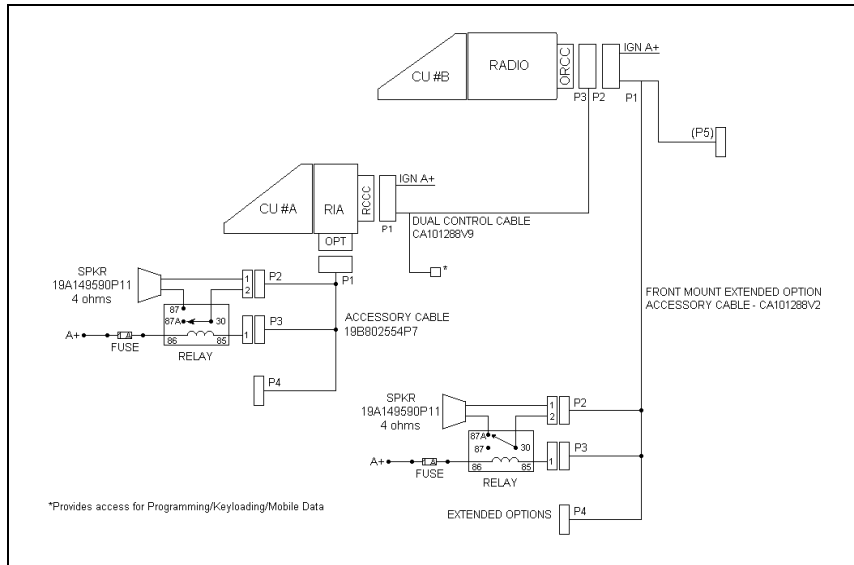 IGN A+
CU #B
RADIO
ORCC
P3
P2
P1
(P5)
IGN A+
CU #A
RIA
RCCC
P1
DUAL CONTROL CABLE
CA101288V9
OPT
*
P1
SPKR
19A149590P11
4 ohms
1
2
P2
87
87A
30
ACCESSORY CABLE
19B802554P7
FRONT MOUNT EXTENDED OPTION
ACCESSORY CABLE - CA101288V2
A+
1 A
FUSE
86
85
1
P3
RELAY
P4
SPKR
19A149590P11
4 ohms
1
2
P2
87A
87
30
A+
1 A
FUSE
86
85
1
P3
RELAY
*Provides access for Programming/Keyloading/Mobile Data
EXTENDED OPTIONS
P4